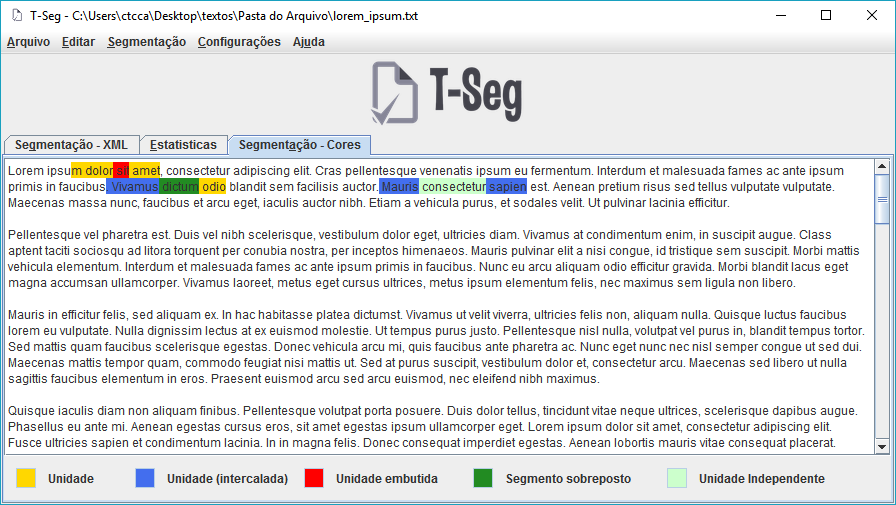 T-Seg - C:\Users\ctcca\Desktop\textos\Pasta do Arquivo\lorem_ipsum.txt
Arquivo Editar Segmentação Configurações Ajuda
T-Seg
Segmentação - XML Estatisticas Segmentação - Cores
Lorem ipsum dolor sit amet, consectetur adipiscing elit. Cras pellentesque venenatis ipsum eu fermentum. Interdum et malesuada fames ac ante ipsum
primis in faucibus. Vivamus dictum odio blandit sem facilisis auctor. Mauris consectetur sapien est. Aenean pretium risus sed tellus vulputate vulputate.
Maecenas massa nunc, faucibus et arcu eget, iaculis auctor nibh. Etiam a vehicula purus, et sodales velit. Ut pulvinar lacinia efficitur.
Pellentesque vel pharetra est. Duis vel nibh scelerisque, vestibulum dolor eget, ultricies diam. Vivamus at condimentum enim, in suscipit augue. Class
aptent taciti sociosqu ad litora torquent per conubia nostra, per inceptos himenaeos. Mauris pulvinar elit a nisi congue, id tristique sem suscipit. Morbi mattis
vehicula elementum. Interdum et malesuada fames ac ante ipsum primis in faucibus. Nunc eu arcu aliquam odio efficitur gravida. Morbi blandit lacus eget
magna accumsan ullamcorper. Vivamus laoreet, metus eget cursus ultrices, metus ipsum elementum felis, nec maximus sem ligula non libero.
Mauris in efficitur felis, sed aliquam ex. In hac habitasse platea dictumst. Vivamus ut velit viverra, ultricies felis non, aliquam nulla. Quisque luctus faucibus
lorem eu vulputate. Nulla dignissim lectus at ex euismod molestie. Ut tempus purus justo. Pellentesque nisl nulla, volutpat vel purus in, blandit tempus tortor.
Sed mattis quam faucibus scelerisque egestas. Donec vehicula arcu mi, quis faucibus ante pharetra ac. Nunc eget nunc nec nisl semper congue ut sed dui.
Maecenas mattis tempor quam, commodo feugiat nisi mattis ut. Sed at purus suscipit, vestibulum dolor et, consectetur arcu. Maecenas sed libero ut nulla
sagittis faucibus elementum in eros. Praesent euismod arcu sed arcu euismod, nec eleifend nibh maximus.
Quisque iaculis diam non aliquam finibus. Pellentesque volutpat porta posuere. Duis dolor tellus, tincidunt vitae neque ultrices, scelerisque dapibus augue.
Phasellus eu ante mi. Aenean egestas cursus eros, sit amet egestas ipsum ullamcorper eget. Lorem ipsum dolor sit amet, consectetur adipiscing elit.
Fusce ultricies sapien et condimentum lacinia. In in magna felis. Donec consequat imperdiet egestas. Aenean lobortis mauris vitae consequat placerat.
Unidade Unidade (intercalada) Unidade embutida Segmento sobreposto Unidade Independente